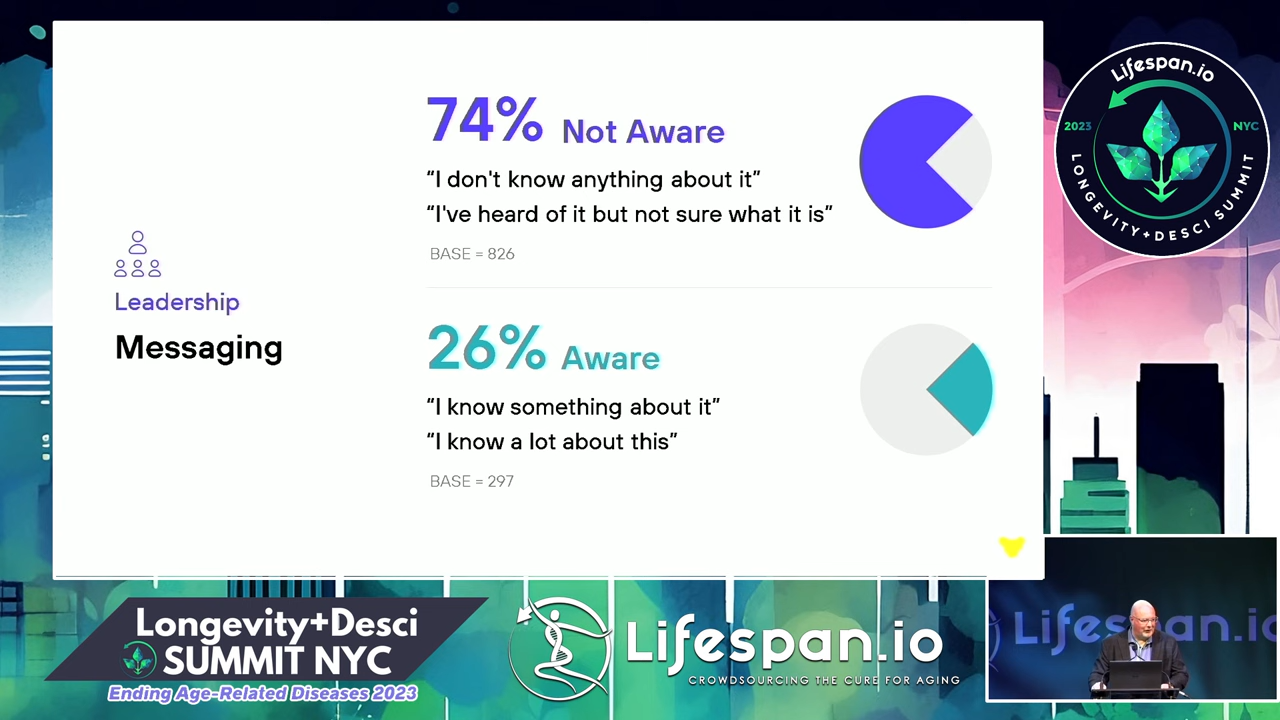 74% Not Aware
“I don't know anything about it”
“I've heard of it but not sure what it is”
BASE = 826
Leadership
Messaging
26% Aware
“I know something about it”
“I know a lot about this”
BASE = 297
Lifespan.io
2023
NYC
LONGEVITY+DESCI SUMMIT
Longevity+Desci
SUMMIT NYC
Ending Age-Related Diseases 2023
Lifespan.io
CROWDSOURCING THE CURE FOR AGING
Lifespan.io